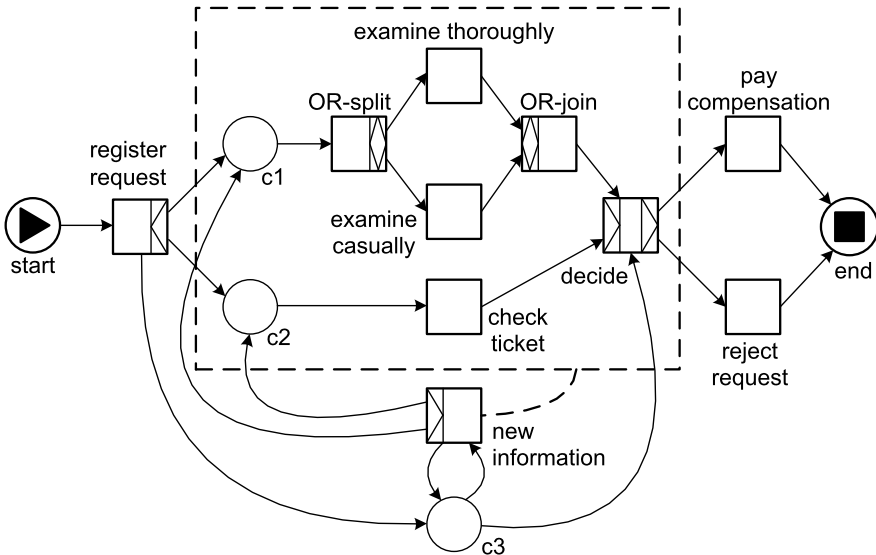 examine thoroughly
OR-split
OR-join
pay
compensation
register
request
c1
examine
casually
start
decide
end
c2
check
ticket
reject
request
new
information
c3